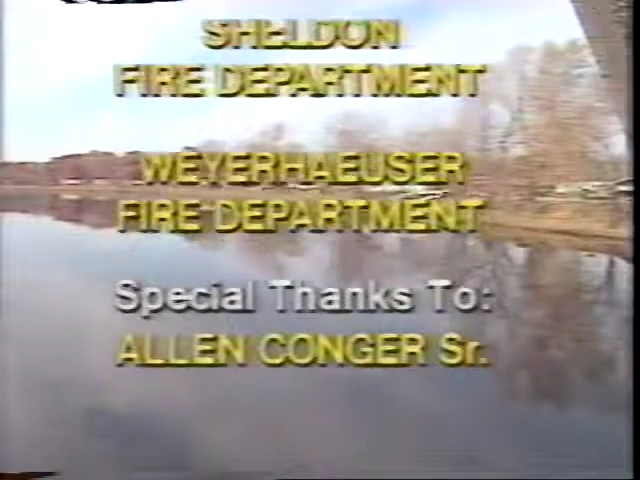 SHELDON
FIRE DEPARTMENT
WEYERHAEUSER
FIRE DEPARTMENT
Special Thanks To:
ALLEN CONGER Sr.